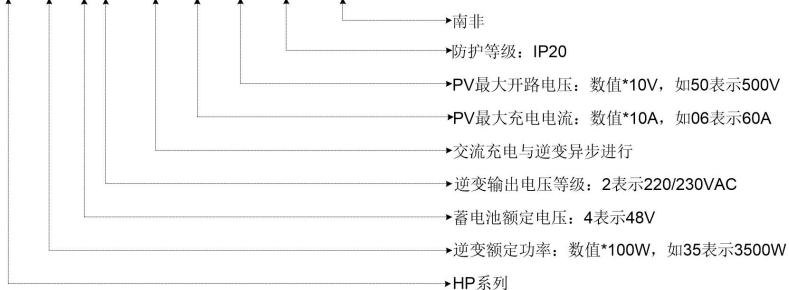 南非
防护等级：IP20
PV最大开路电压：数值*10V，如50表示500V
PV最大充电电流：数值*10A，如06表示60A
交流充电与逆变异步进行
逆变输出电压等级：2表示220/230VAC
蓄电池额定电压：4表示48V
逆变额定功率：数值*100W，如35表示3500W
HP系列